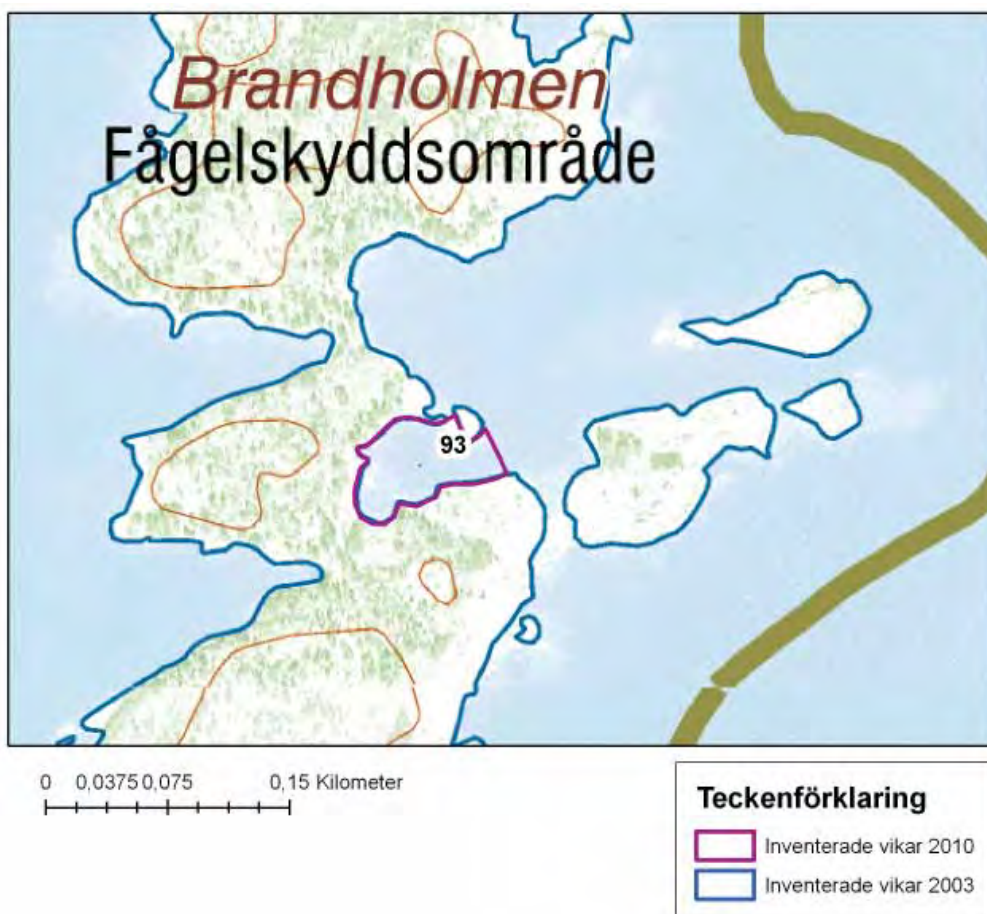 Brandholmen
Fågelskyddsområde
93
0 0,0375 0,075 0,15 Kilometer
Teckenförklaring
Inventerade vikar 2010
Inventerade vikar 2003